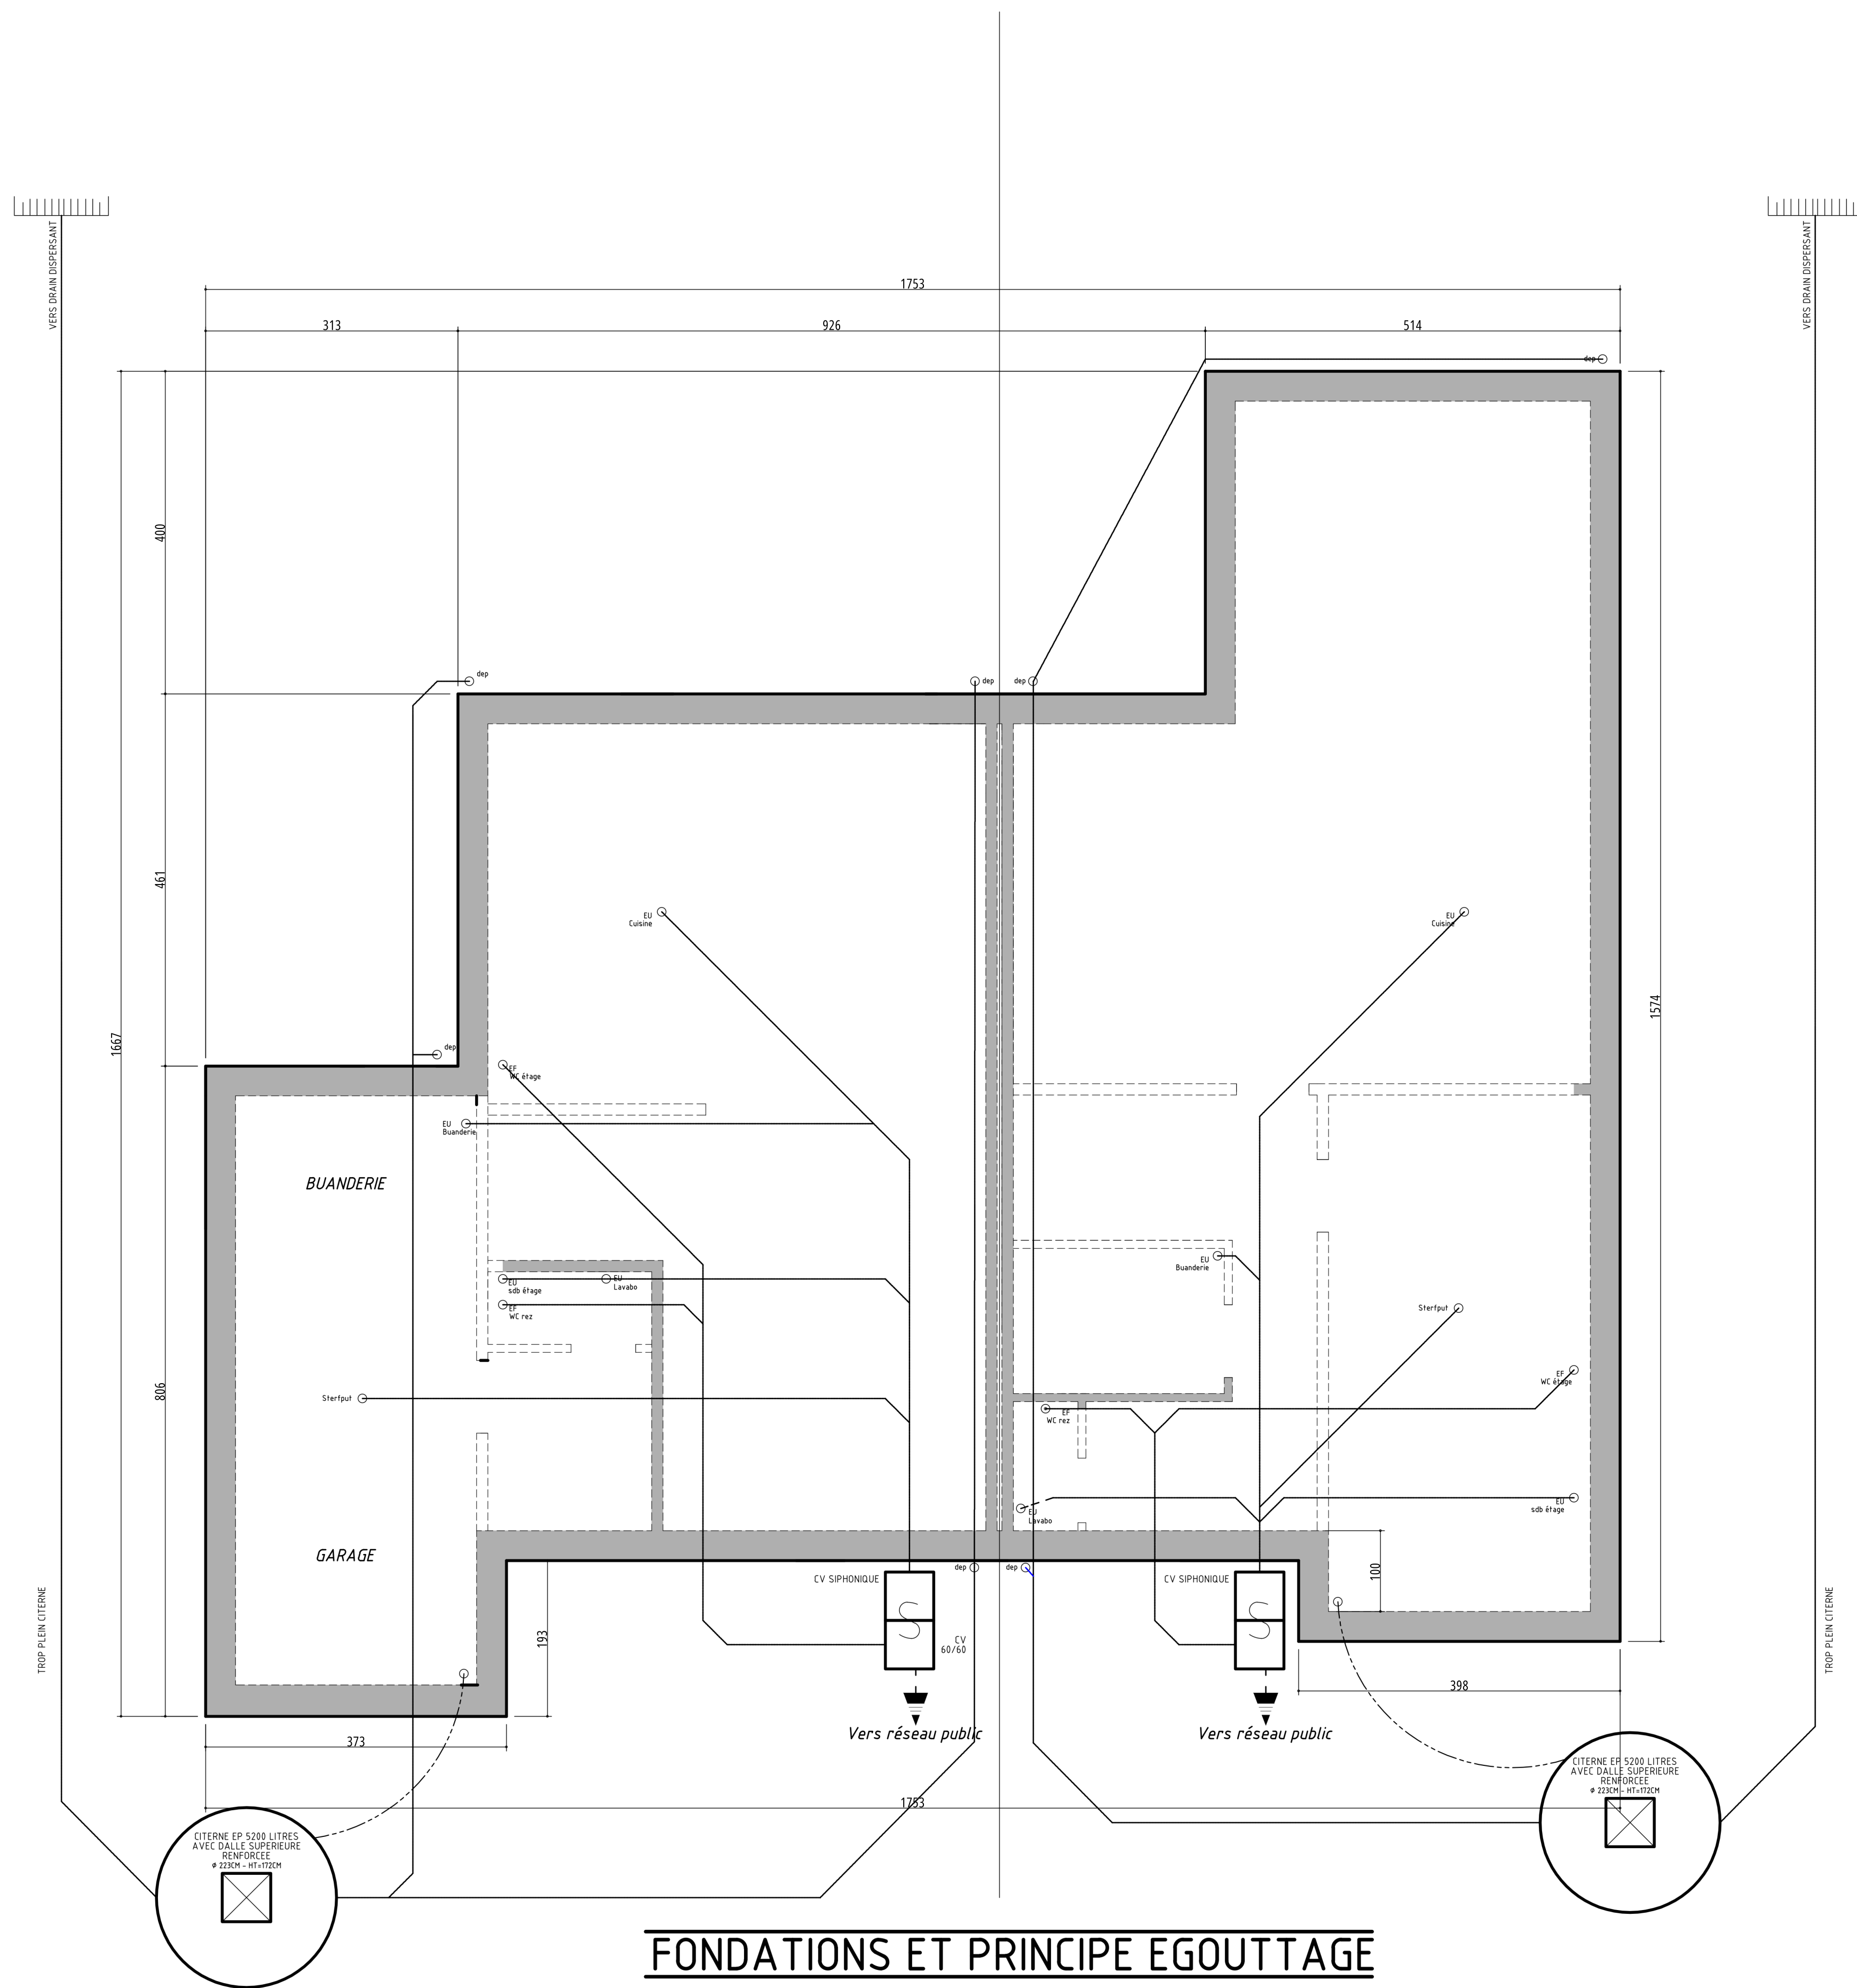 VERS DRAIN DISPERSANT
VERS DRAIN DISPERSANT
1753
313
926
514
dep
400
dep
dep
dep
461
EU
Cuisine
EU
Cuisine
1574
1667
dep
EF
WC étage
EU
Buanderie
BUANDERIE
EU
Buanderie
EU
sdb étage
EU
Lavabo
EF
WC rez
Sterfput
EF
WC étage
806
Sterfput
EF
WC rez
EU
sdb étage
EU
Lavabo
GARAGE
dep
dep
100
CV SIPHONIQUE
CV SIPHONIQUE
S
S
TROP PLEIN CITERNE
TROP PLEIN CITERNE
193
CV
60/60
398
Vers réseau public
Vers réseau public
373
CITERNE EP 5200 LITRES
AVEC DALLE SUPERIEURE
RENFORCEE
ø 223CM - HT=172CM
1753
CITERNE EP 5200 LITRES
AVEC DALLE SUPERIEURE
RENFORCEE
ø 223CM - HT=172CM
FONDATIONS ET PRINCIPE EGOUTTAGE